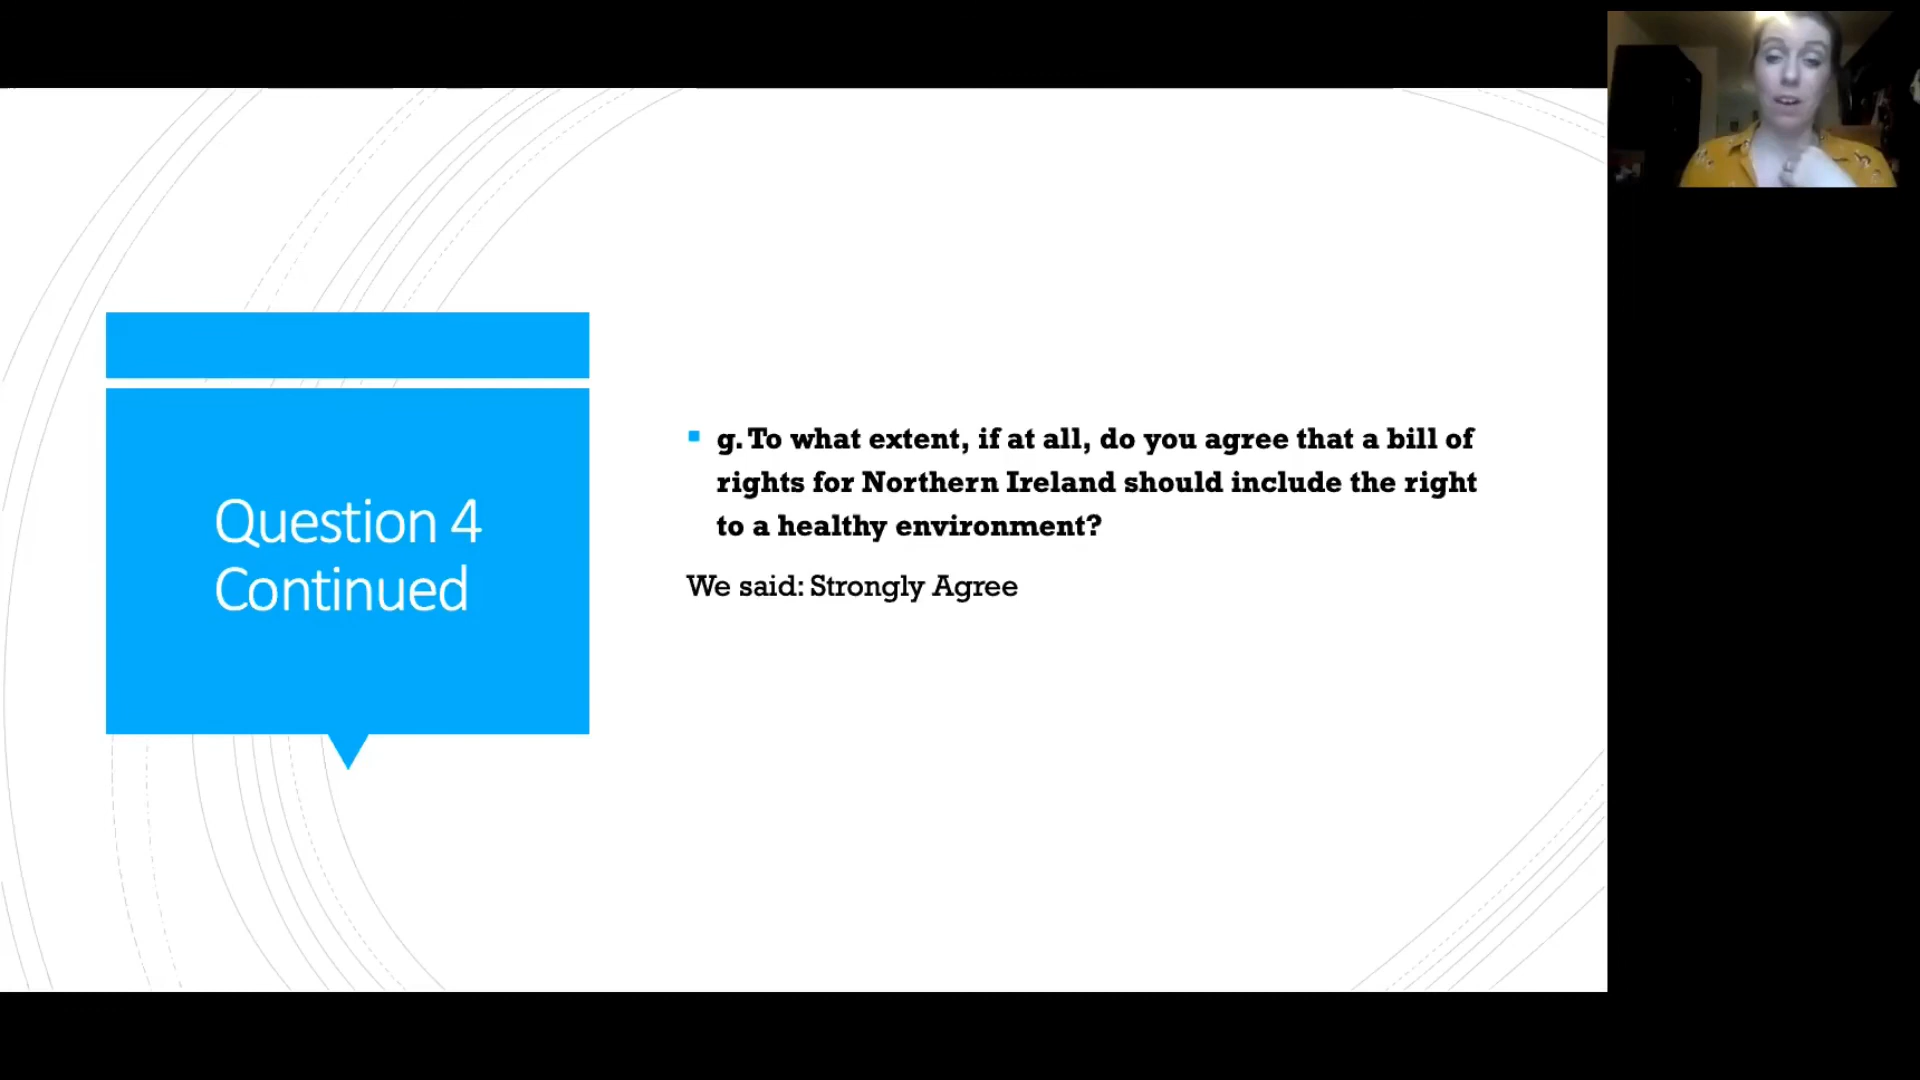 Question 4
Continued
g. To what extent, if at all, do you agree that a bill of
rights for Northern Ireland should include the right
to a healthy environment?
We said: Strongly Agree